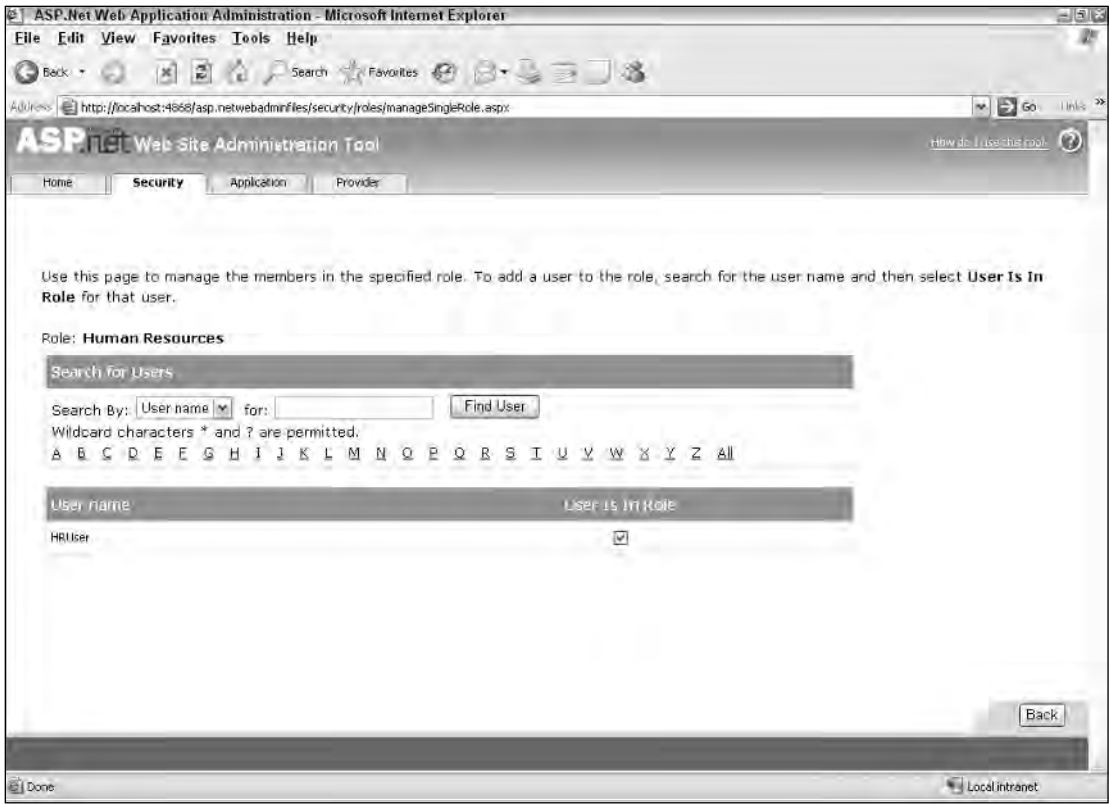 ASP.Net Web Application Administration - Microsoft Internet Explorer
File Edit View Favorites Tools Help
Back Search Favorites
Address http://localhost:4868/asp.netwebadminfiles/security/roles/manageSingleRole.aspx Go Links »
ASP.net Web Site Administration Tool How do I use this tool? ?
Home Security Application Provider
Use this page to manage the members in the specified role. To add a user to the role, search for the user name and then select User Is In
Role for that user.
Role: Human Resources
Search for Users
Search By: User name for: Find User
Wildcard characters * and ? are permitted.
A B C D E F G H I J K L M N O P Q R S T U V W X Y Z All
User name User Is In Role
HRUser
Back
Done Local intranet